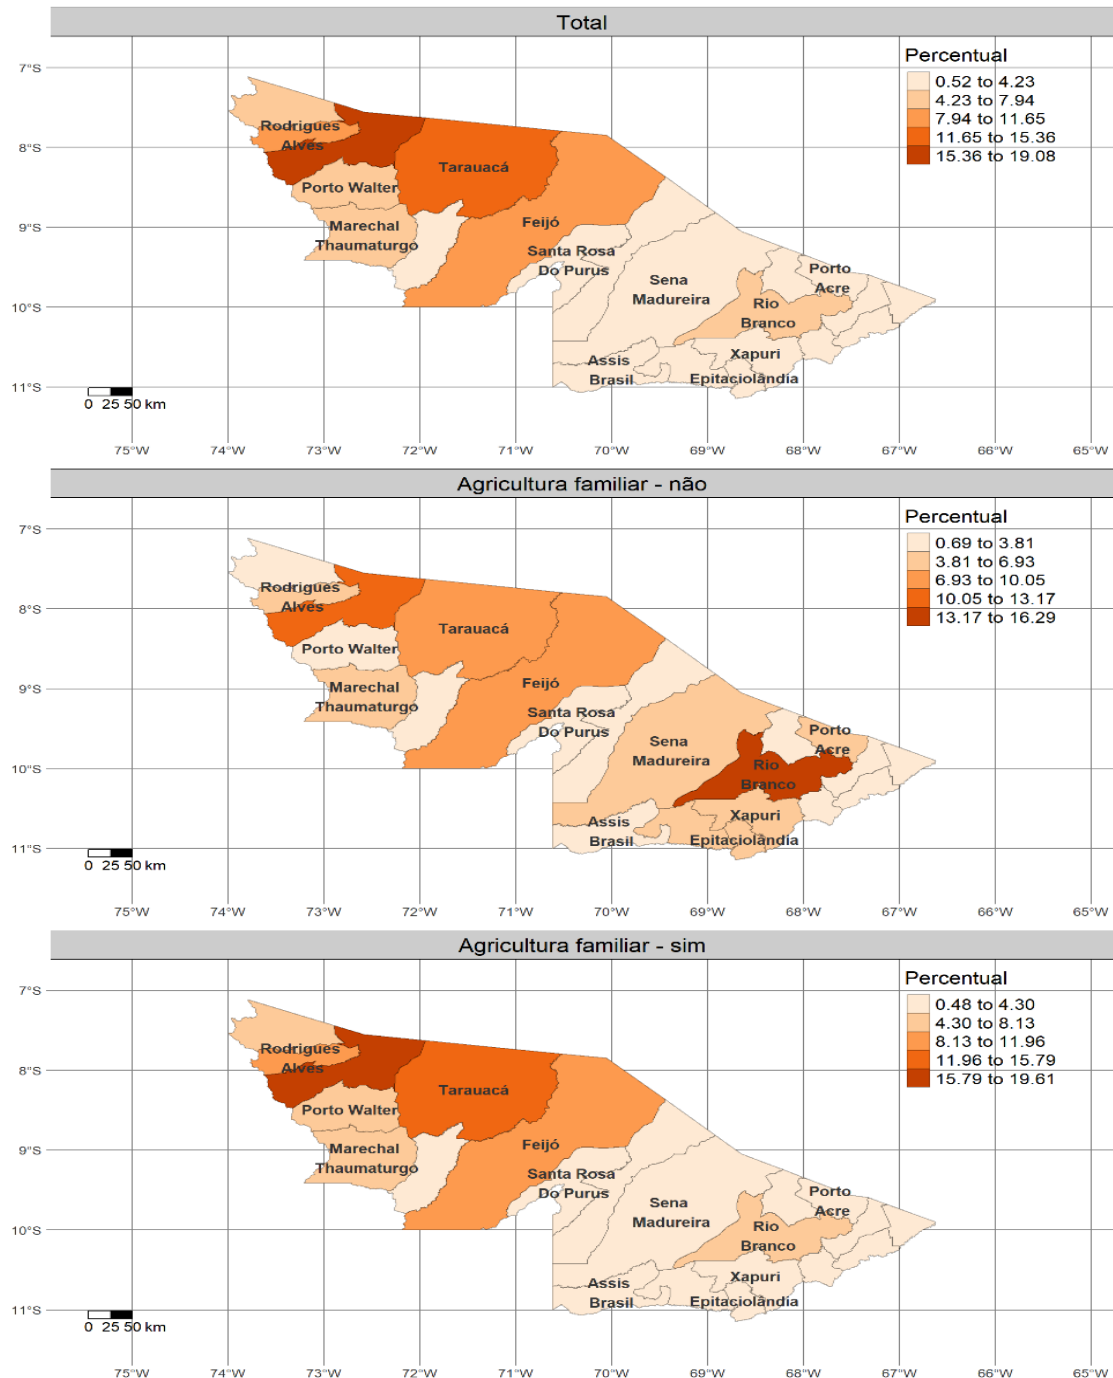 Total
Percentual
0.52 to 4.23
4.23 to 7.94
7.94 to 11.65
11.65 to 15.36
15.36 to 19.08
7°S
8°S
9°S
10°S
11°S
Rodrigues
Alves
Tarauacá
Porto Walter
Marechal
Thaumaturgo
Feijó
Santa Rosa
Do Purus
Sena
Madureira
Porto
Acre
Rio
Branco
Xapuri
Assis
Brasil
Epitaciolândia
0 25 50 km
75°W 74°W 73°W 72°W 71°W 70°W 69°W 68°W 67°W 66°W 65°W
Agricultura familiar - não
Percentual
0.69 to 3.81
3.81 to 6.93
6.93 to 10.05
10.05 to 13.17
13.17 to 16.29
7°S
8°S
9°S
10°S
11°S
Rodrigues
Alves
Tarauacá
Porto Walter
Marechal
Thaumaturgo
Feijó
Santa Rosa
Do Purus
Sena
Madureira
Porto
Acre
Rio
Branco
Xapuri
Assis
Brasil
Epitaciolândia
0 25 50 km
75°W 74°W 73°W 72°W 71°W 70°W 69°W 68°W 67°W 66°W 65°W
Agricultura familiar - sim
Percentual
0.48 to 4.30
4.30 to 8.13
8.13 to 11.96
11.96 to 15.79
15.79 to 19.61
7°S
8°S
9°S
10°S
11°S
Rodrigues
Alves
Tarauacá
Porto Walter
Marechal
Thaumaturgo
Feijó
Santa Rosa
Do Purus
Sena
Madureira
Porto
Acre
Rio
Branco
Xapuri
Assis
Brasil
Epitaciolândia
0 25 50 km
75°W 74°W 73°W 72°W 71°W 70°W 69°W 68°W 67°W 66°W 65°W